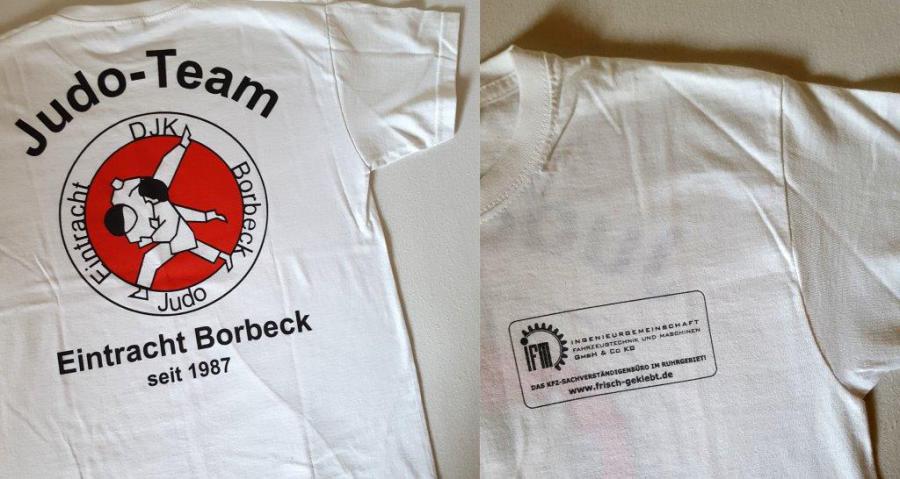 Judo-Team
DJK
Eintracht
Borbeck
Judo
Eintracht Borbeck
seit 1987
ifm
INGENIEURGEMEINSCHAFT
FAHRZEUGTECHNIK UND MASCHINEN
GMBH & CO KG
DAS KFZ-SACHVERSTÄNDIGENBÜRO IM RUHRGEBIET!
www.frisch-geklebt.de